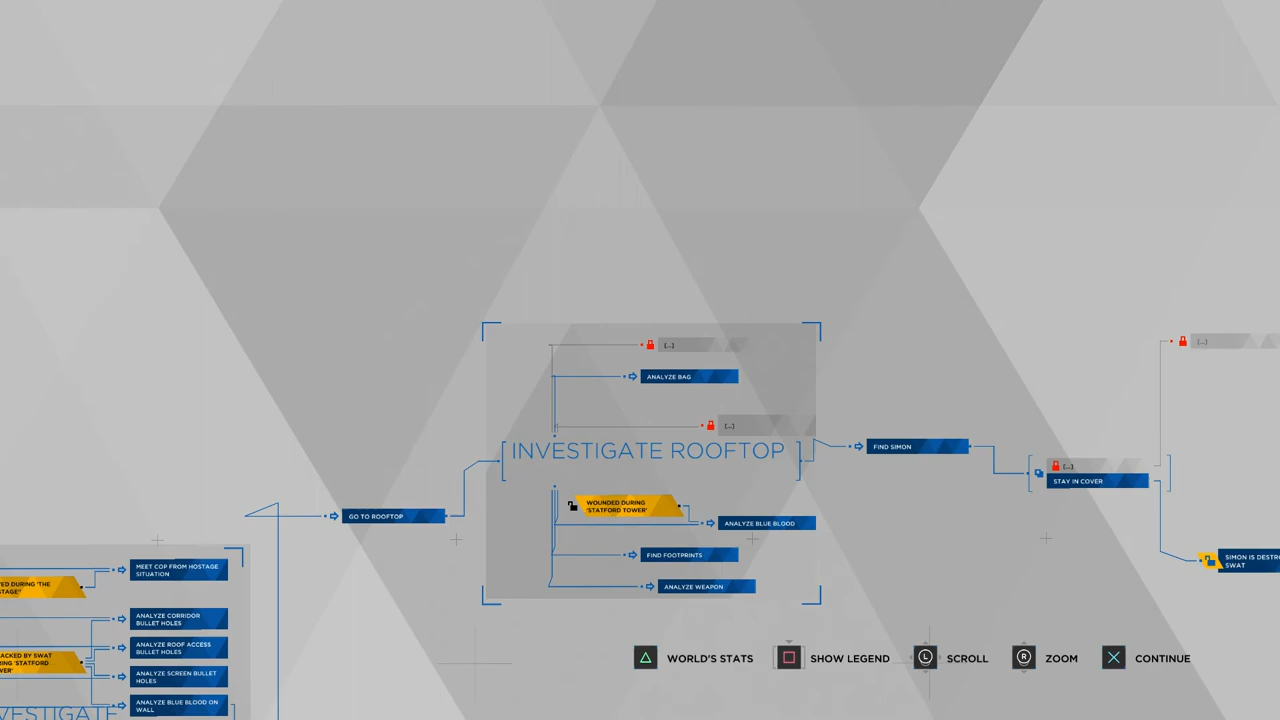 [...]
[...]
ANALYZE BAG
[...]
INVESTIGATE ROOFTOP
FIND SIMON
[...]
STAY IN COVER
WOUNDED DURING
'STATFORD TOWER'
GO TO ROOFTOP
ANALYZE BLUE BLOOD
FIND FOOTPRINTS
SIMON IS DESTRO
SWAT
MEET COP FROM HOSTAGE
SITUATION
ED DURING 'THE
STAGE"
ANALYZE WEAPON
ANALYZE CORRIDOR
BULLET HOLES
ANALYZE ROOF ACCESS
BULLET HOLES
ACKED BY SWAT
RING 'STATFORD
WER'
ANALYZE SCREEN BULLET
HOLES
ANALYZE BLUE BLOOD ON
WALL
VESTIGATE
WORLD'S STATS
SHOW LEGEND
L
SCROLL
R
ZOOM
CONTINUE